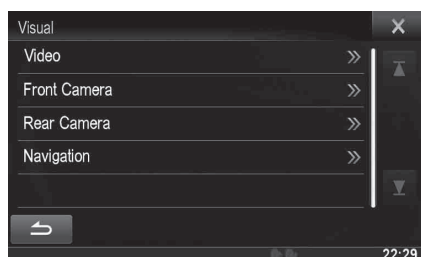 Visual
Video
Front Camera
Rear Camera
Navigation
22:29